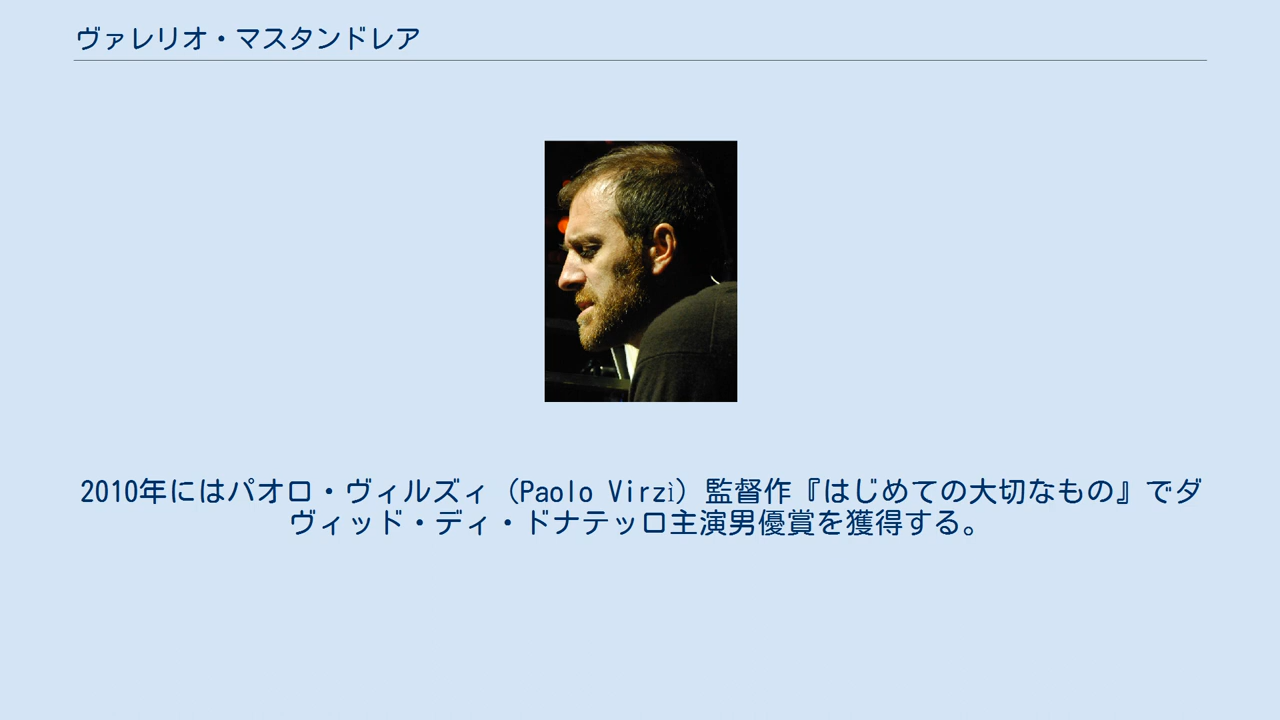 ヴァレリオ・マスタンドレア
2010年にはパオロ・ヴィルズィ（Paolo Virzì）監督作『はじめての大切なもの』でダ
ヴィッド・ディ・ドナテッロ主演男優賞を獲得する。